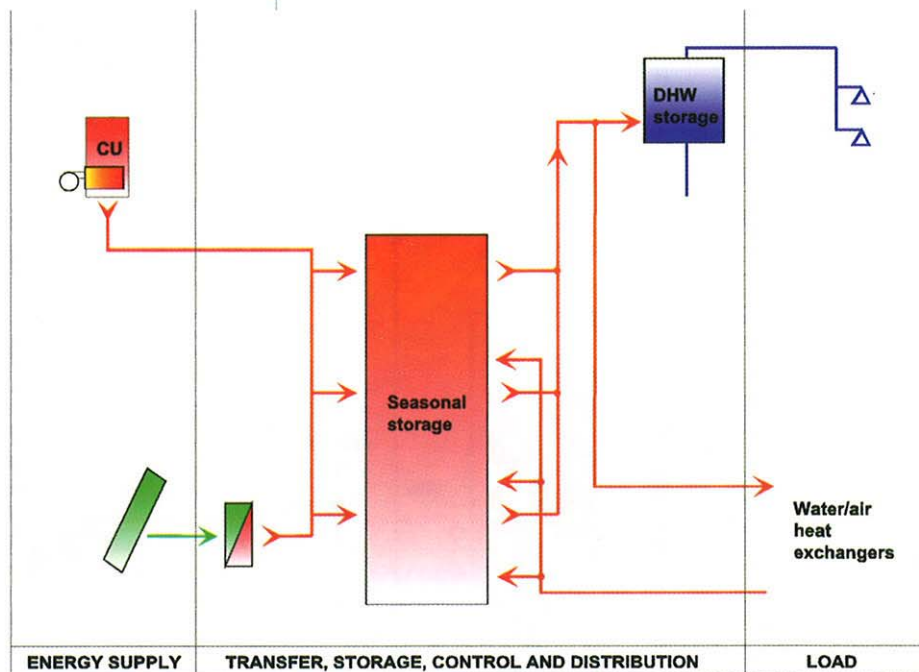 CU
DHW
storage
Seasonal
storage
Water/air
heat
exchangers
ENERGY SUPPLY
TRANSFER, STORAGE, CONTROL AND DISTRIBUTION
LOAD